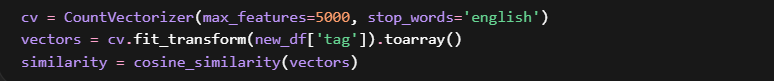 cv = CountVectorizer(max_features=5000, stop_words='english')
vectors = cv.fit_transform(new_df['tag']).toarray()
similarity = cosine_similarity(vectors)